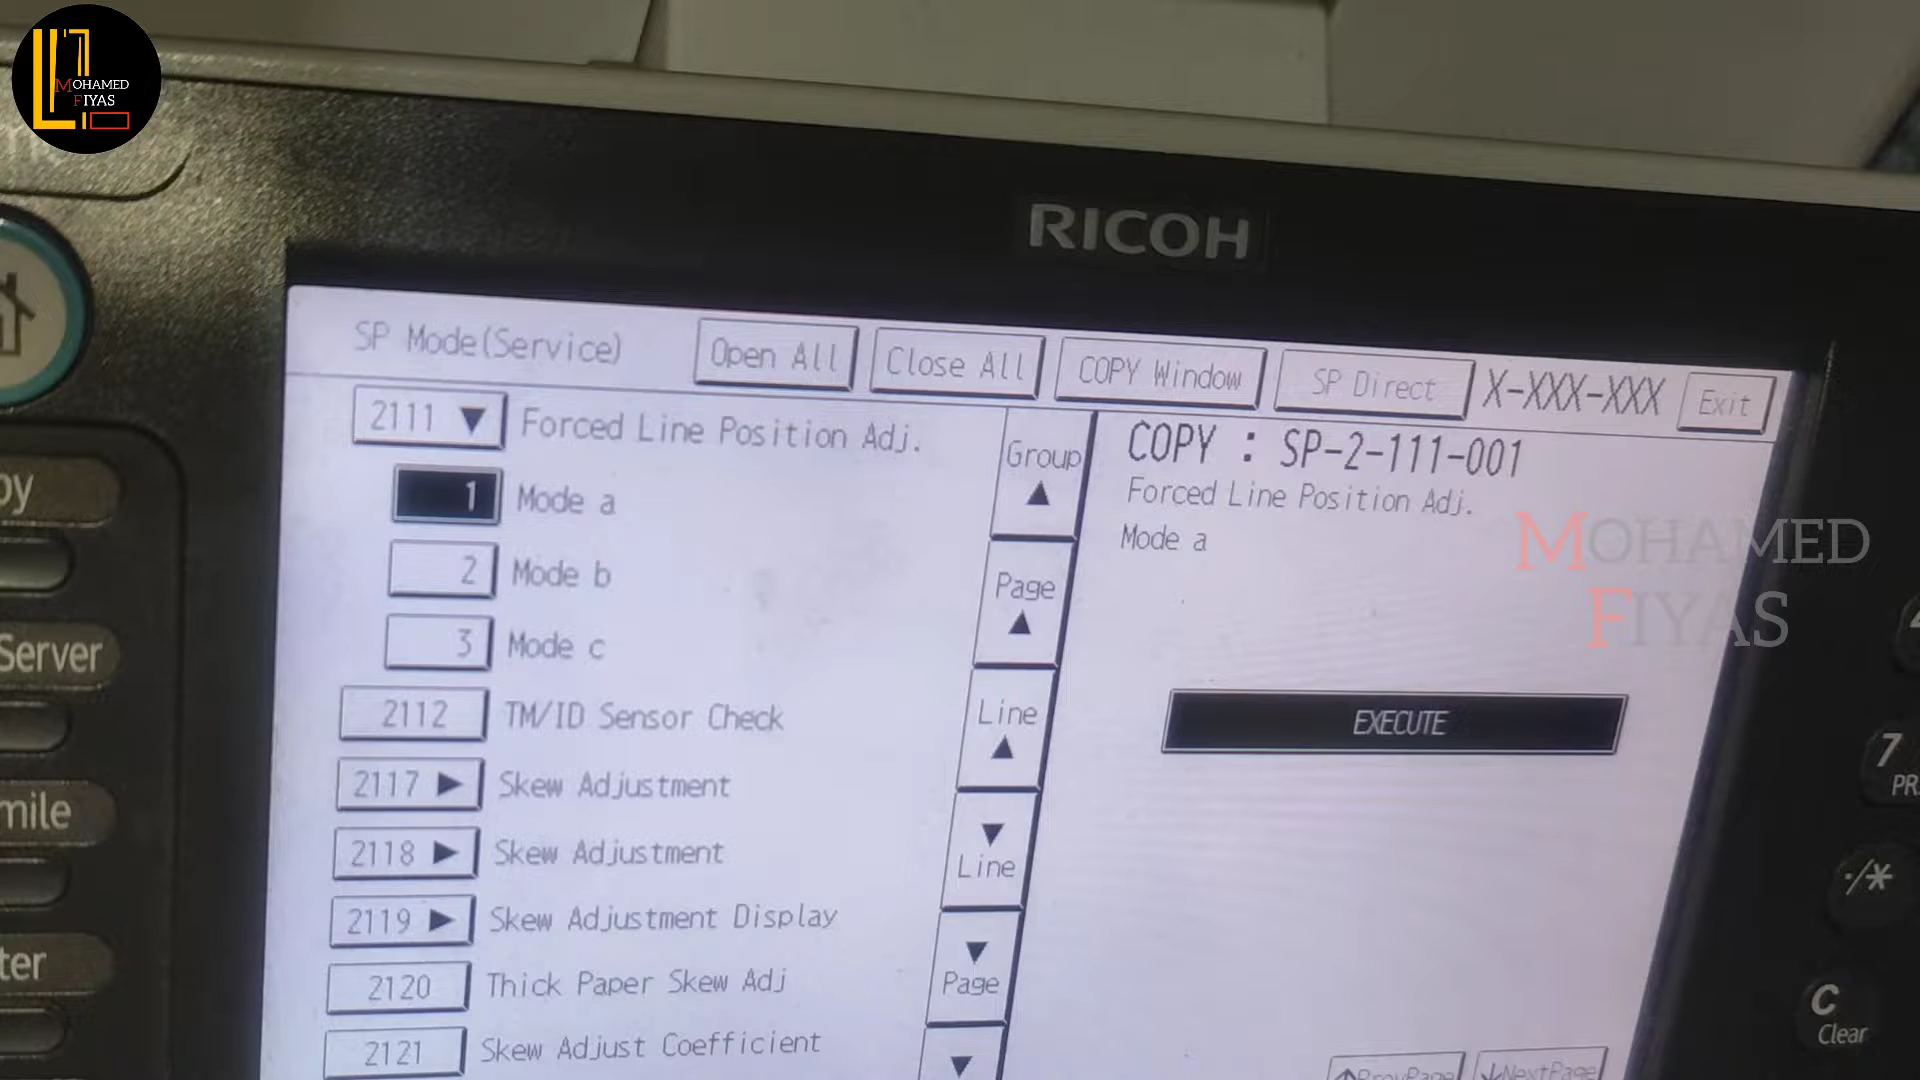 MOHAMED
FIYAS
RICOH
SP Mode(Service)
Open All
Close All
COPY Window
SP Direct
X-XXX-XXX
Exit
2111 ▼ Forced Line Position Adj.
1 Mode a
2 Mode b
3 Mode c
2112 TM/ID Sensor Check
2117 ► Skew Adjustment
2118 ► Skew Adjustment
2119 ► Skew Adjustment Display
2120 Thick Paper Skew Adj
2121 Skew Adjust Coefficient
Group
▲
Page
▲
Line
▲
▼
Line
▼
Page
▼
COPY : SP-2-111-001
Forced Line Position Adj.
Mode a
MOHAMED
FIYAS
EXECUTE
↑PrevPage
↓NextPage
Server
7
PR
./*
C
Clear